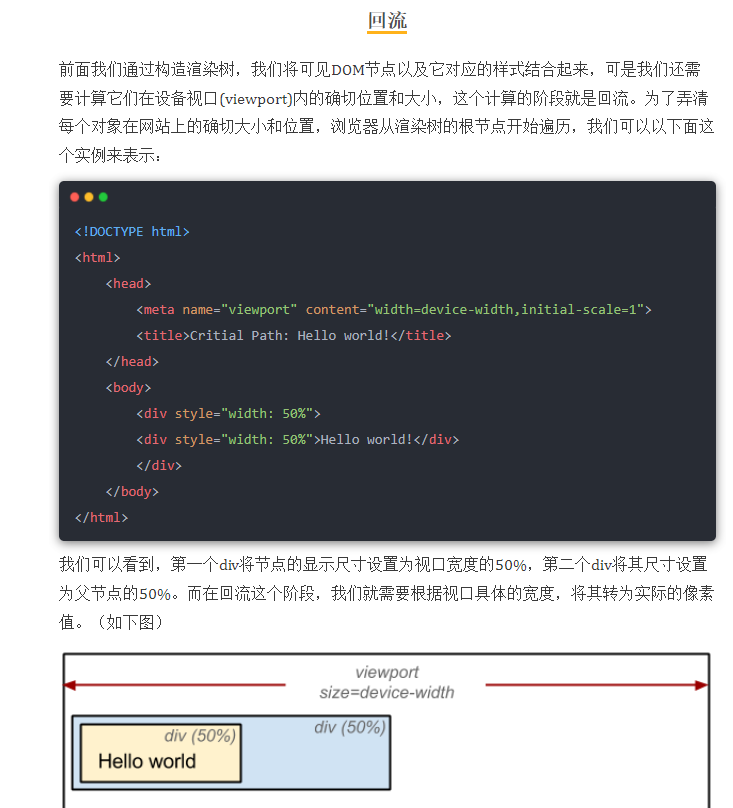 回流
前面我们通过构造渲染树，我们将可见DOM节点以及它对应的样式结合起来，可是我们还需
要计算它们在设备视口(viewport)内的确切位置和大小，这个计算的阶段就是回流。为了弄清
每个对象在网站上的确切大小和位置，浏览器从渲染树的根节点开始遍历，我们可以以下面这
个实例来表示：
<!DOCTYPE html>
<html>
    <head>
        <meta name="viewport" content="width=device-width,initial-scale=1">
        <title>Critial Path: Hello world!</title>
    </head>
    <body>
        <div style="width: 50%">
        <div style="width: 50%">Hello world!</div>
        </div>
    </body>
</html>
我们可以看到，第一个div将节点的显示尺寸设置为视口宽度的50%，第二个div将其尺寸设置
为父节点的50%。而在回流这个阶段，我们就需要根据视口具体的宽度，将其转为实际的像素
值。（如下图）
viewport
size=device-width
div (50%)
div (50%)
Hello world